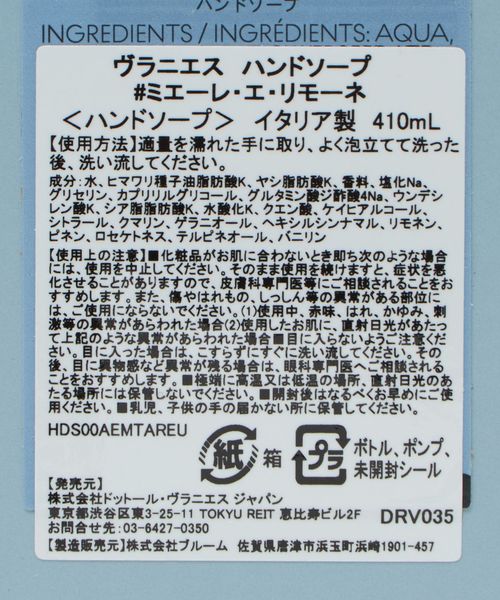 ハンドソープ
INGREDIENTS / INGRÉDIENTS: AQUA,
ヴラニエス ハンドソープ
#ミエーレ・エ・リモーネ
＜ハンドソープ＞ イタリア製 410mL
【使用方法】適量を濡れた手に取り、よく泡立てて洗った
後、洗い流してください。
成分:水、ヒマワリ種子油脂肪酸K、ヤシ脂肪酸K、香料、塩化Na、
グリセリン、カプリリルグリコール、グルタミン酸ジ酢酸4Na、ウンデシ
レン酸K、シア脂脂肪酸K、水酸化K、クエン酸、ケイヒアルコール、
シトラール、クマリン、ゲラニオール、ヘキシルシンナマル、リモネン、
ピネン、ロセケトネス、テルピネオール、バニリン
【使用上の注意】■化粧品がお肌に合わないとき即ち次のような場合
には、使用を中止してください。そのまま使用を続けますと、症状を悪
化させることがありますので、皮膚科専門医等にご相談されることをお
すすめします。また、傷やはれもの、しっしん等の異常がある部位に
は、ご使用にならないでください。(1)使用中、赤味、はれ、かゆみ、刺
激等の異常があらわれた場合(2)使用したお肌に、直射日光があたっ
て上記のような異常があらわれた場合■目に入らないようご注意くだ
さい。目に入った場合は、こすらずにすぐに洗い流してください。その
後、目に異物感など異常が残る場合は、眼科専門医へご相談される
ことをおすすめします。■極端に高温又は低温の場所、直射日光のあ
たる場所には保管しないでください。■開封後はなるべくお早めにご使
用ください。■乳児、子供の手の届かない所に保管してください。
HDS00AEMTAREU
紙 箱 プラ ボトル、ポンプ、
未開封シール
【発売元】
株式会社ドットール・ヴラニエス ジャパン
東京都渋谷区東3-25-11 TOKYU REIT 恵比寿ビル2F
お問合せ先:03-6427-0350
DRV035
【製造販売元】株式会社ブルーム 佐賀県唐津市浜玉町浜崎1901-457